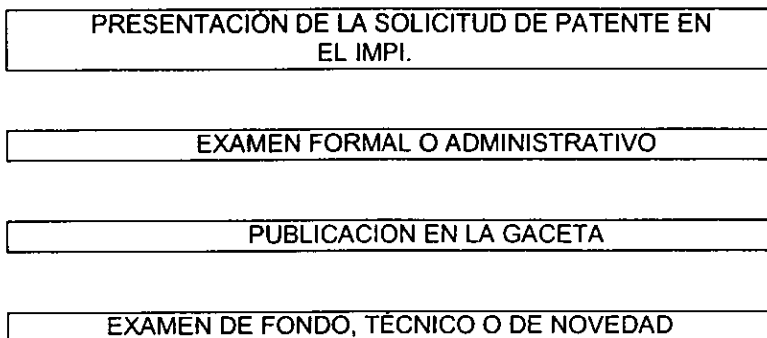 PRESENTACIÓN DE LA SOLICITUD DE PATENTE EN
EL IMPI.
EXAMEN FORMAL O ADMINISTRATIVO
PUBLICACION EN LA GACETA
EXAMEN DE FONDO, TÉCNICO O DE NOVEDAD